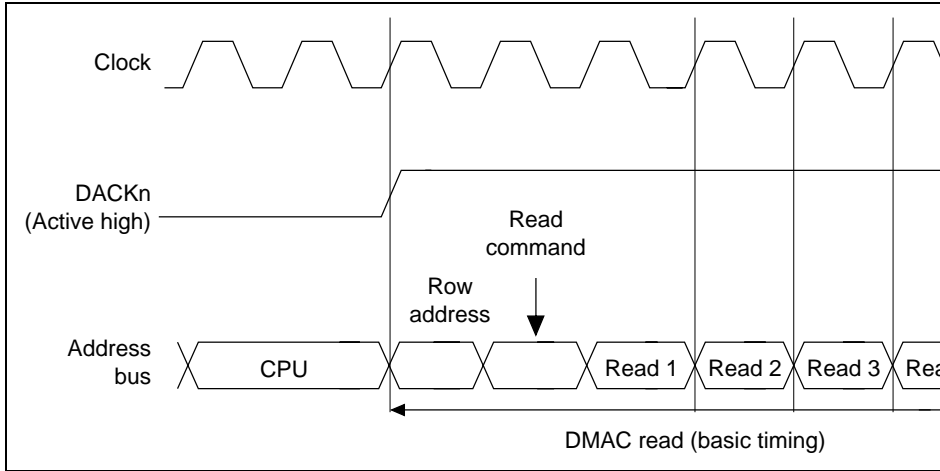 Clock
DACKn
(Active high)
Read
command
Row
address
Address
bus
CPU
Read 1
Read 2
Read 3
DMAC read (basic timing)